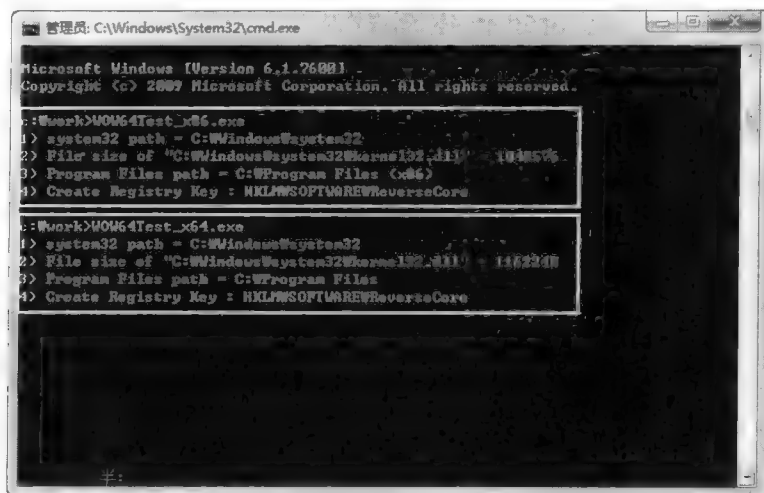 管理员: C:\Windows\System32\cmd.exe
Microsoft Windows [Version 6.1.7600]
Copyright (c) 2009 Microsoft Corporation. All rights reserved.
c:₩work>WOW64Test_x86.exe
1) system32 path = C:₩Windows₩system32
2) File size of "C:₩Windows₩system32₩kernel32.dll" = 1048576
3) Program Files path = C:₩Program Files (x86)
4) Create Registry Key : HKLM₩SOFTWARE₩ReverseCore
c:₩work>WOW64Test_x64.exe
1) system32 path = C:₩Windows₩system32
2) File size of "C:₩Windows₩system32₩kernel32.dll" =
3) Program Files path = C:₩Program Files
4) Create Registry Key : HKLM₩SOFTWARE₩ReverseCore
半: